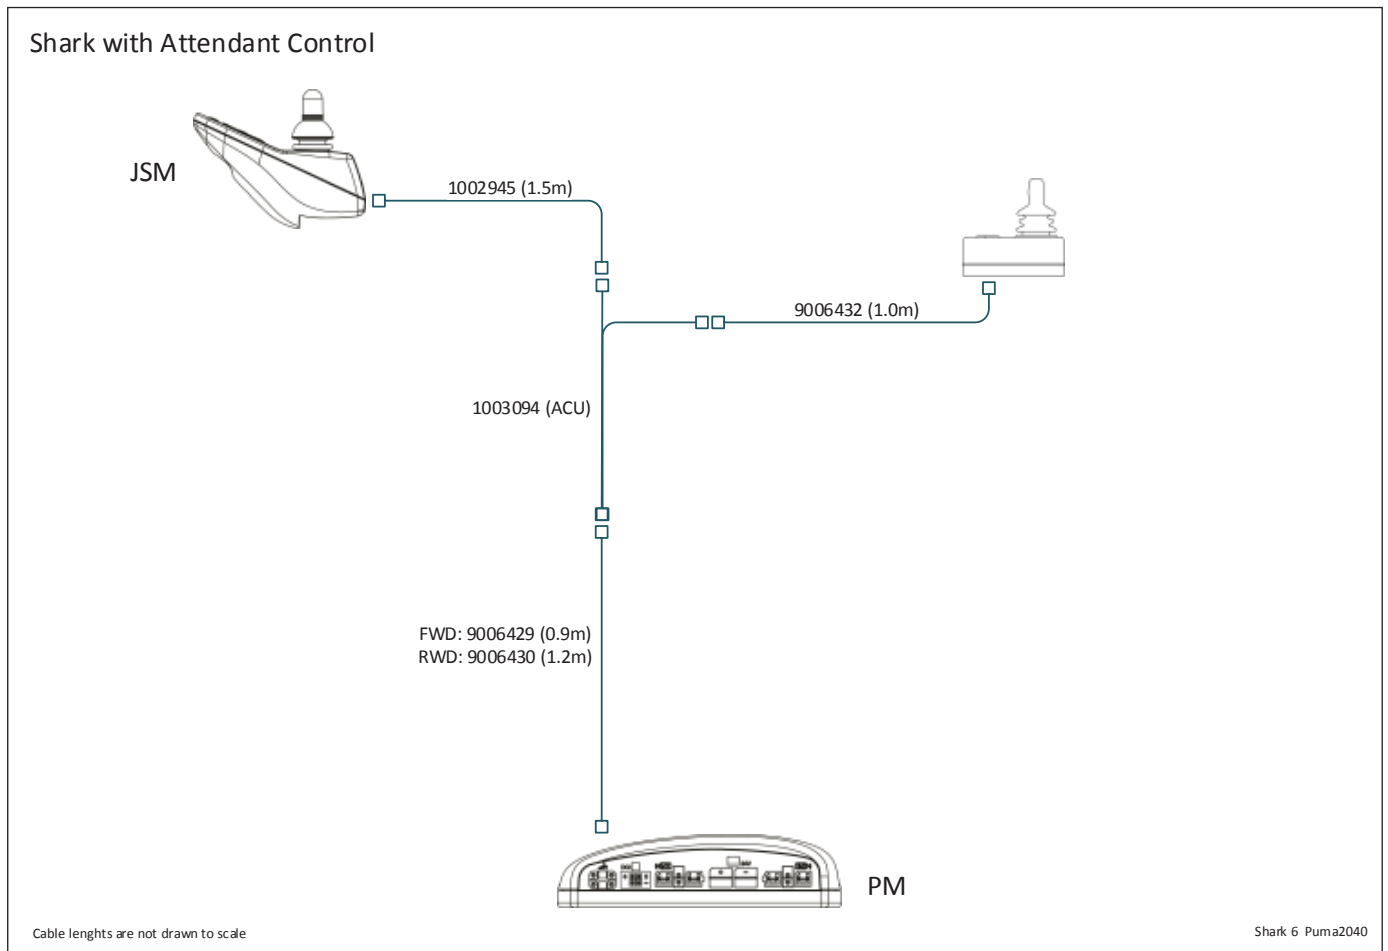 Shark with Attendant Control
JSM
1002945 (1.5m)
9006432 (1.0m)
1003094 (ACU)
FWD: 9006429 (0.9m)
RWD: 9006430 (1.2m)
PM
Cable lenghts are not drawn to scale
Shark 6 Puma2040